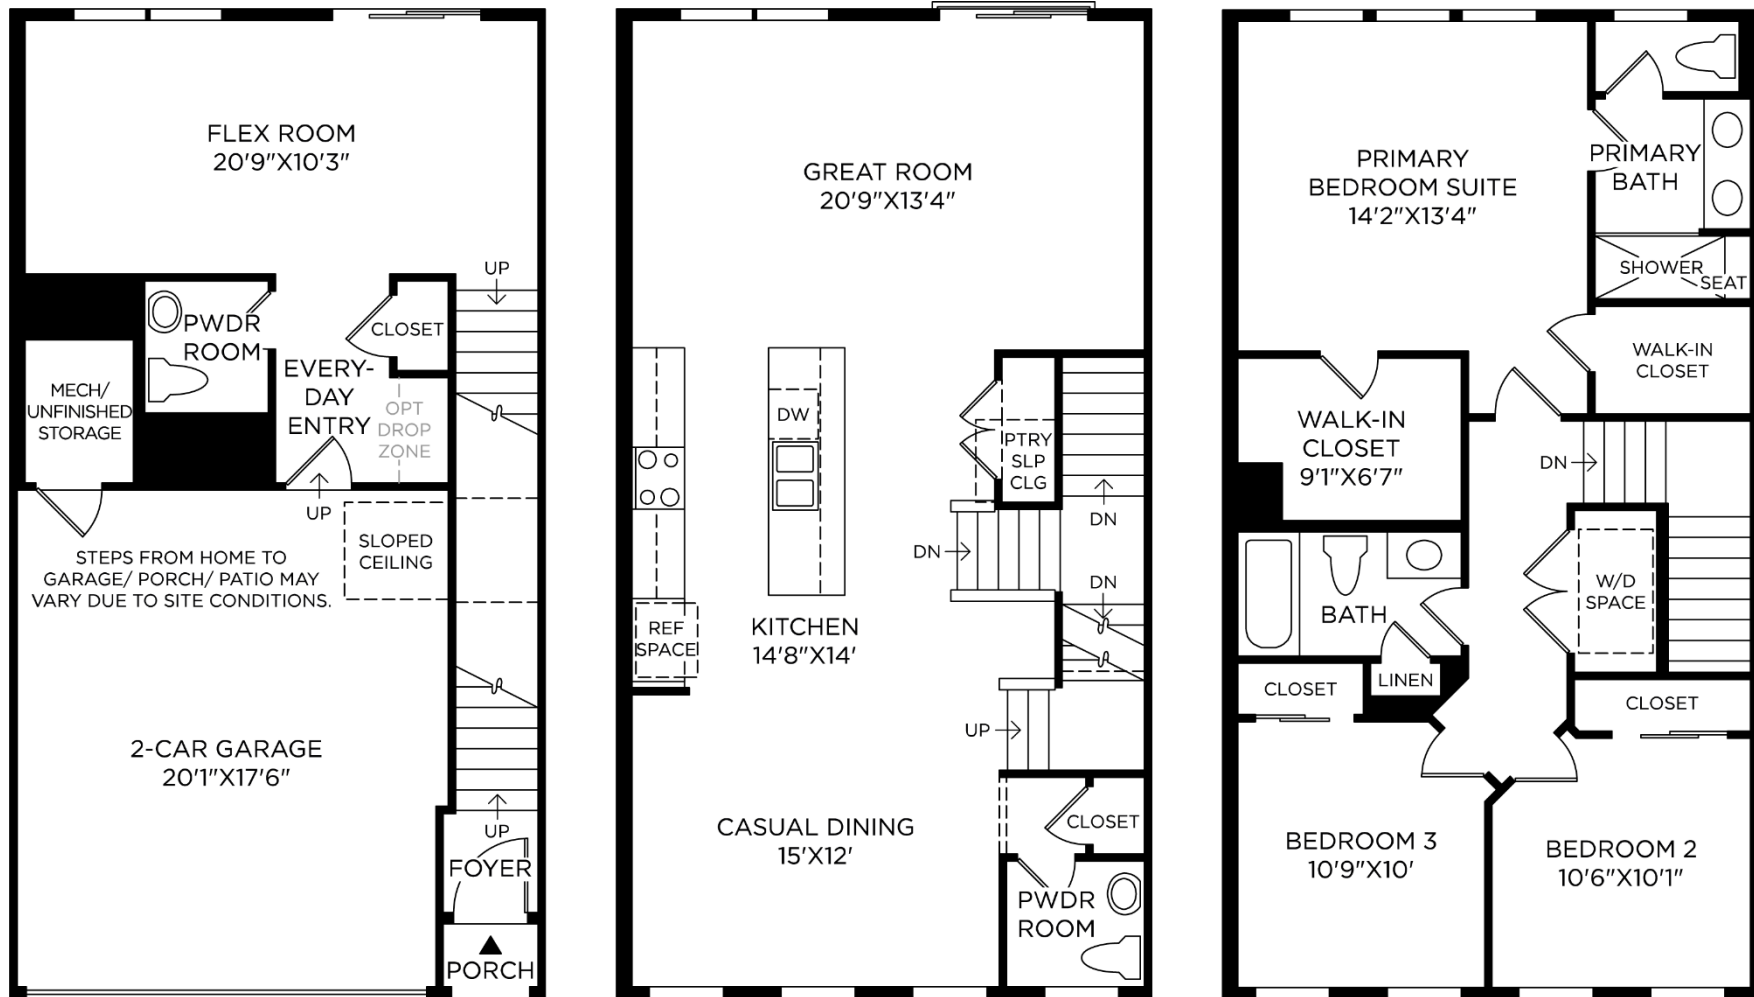 FLEX ROOM
20'9"X10'3"
UP
PWDR
ROOM
CLOSET
MECH/
UNFINISHED
STORAGE
EVERY-
DAY
ENTRY
OPT
DROP
ZONE
UP
SLOPED
CEILING
STEPS FROM HOME TO
GARAGE/ PORCH/ PATIO MAY
VARY DUE TO SITE CONDITIONS.
2-CAR GARAGE
20'1"X17'6"
UP
FOYER
PORCH
GREAT ROOM
20'9"X13'4"
DW
PTRY
SLP
CLG
DN
DN
DN
REF
SPACE
KITCHEN
14'8"X14'
UP
CASUAL DINING
15'X12'
CLOSET
PWDR
ROOM
PRIMARY
BEDROOM SUITE
14'2"X13'4"
PRIMARY
BATH
SHOWER
SEAT
WALK-IN
CLOSET
WALK-IN
CLOSET
9'1"X6'7"
DN
BATH
W/D
SPACE
LINEN
CLOSET
CLOSET
BEDROOM 3
10'9"X10'
BEDROOM 2
10'6"X10'1"